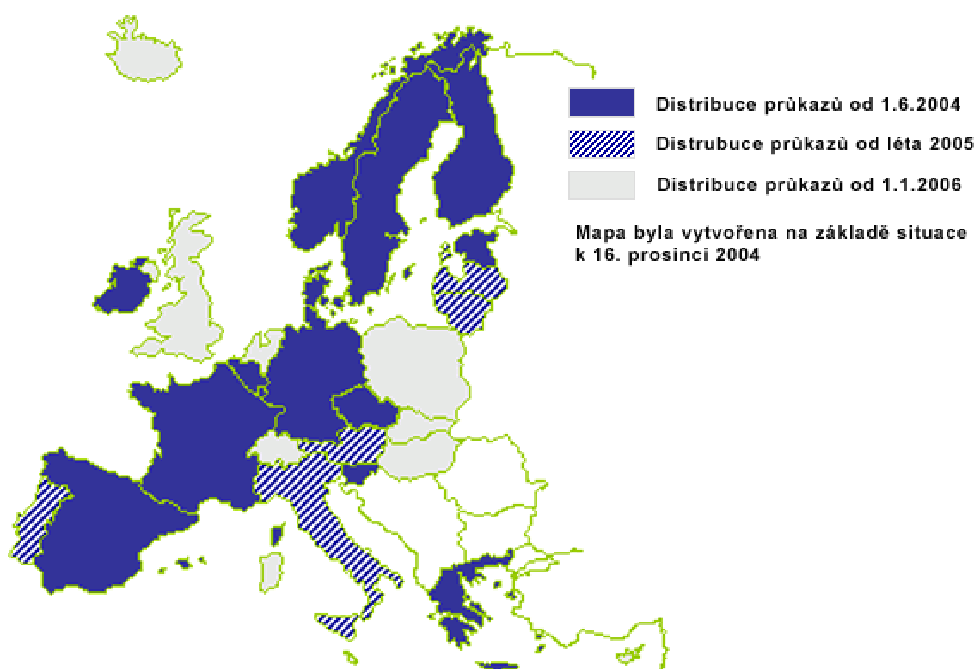 Distribuce průkazů od 1.6.2004
Distrubuce průkazů od léta 2005
Distribuce průkazů od 1.1.2006
Mapa byla vytvořena na základě situace
k 16. prosinci 2004